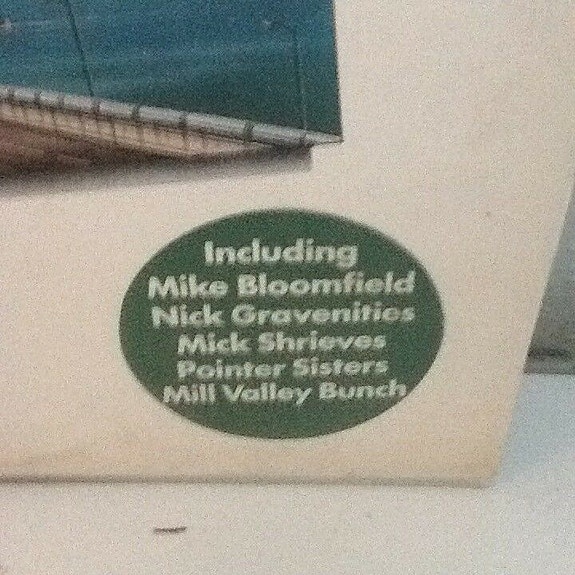 Including
Mike Bloomfield
Nick Gravenities
Mick Shrieves
Pointer Sisters
Mill Valley Bunch